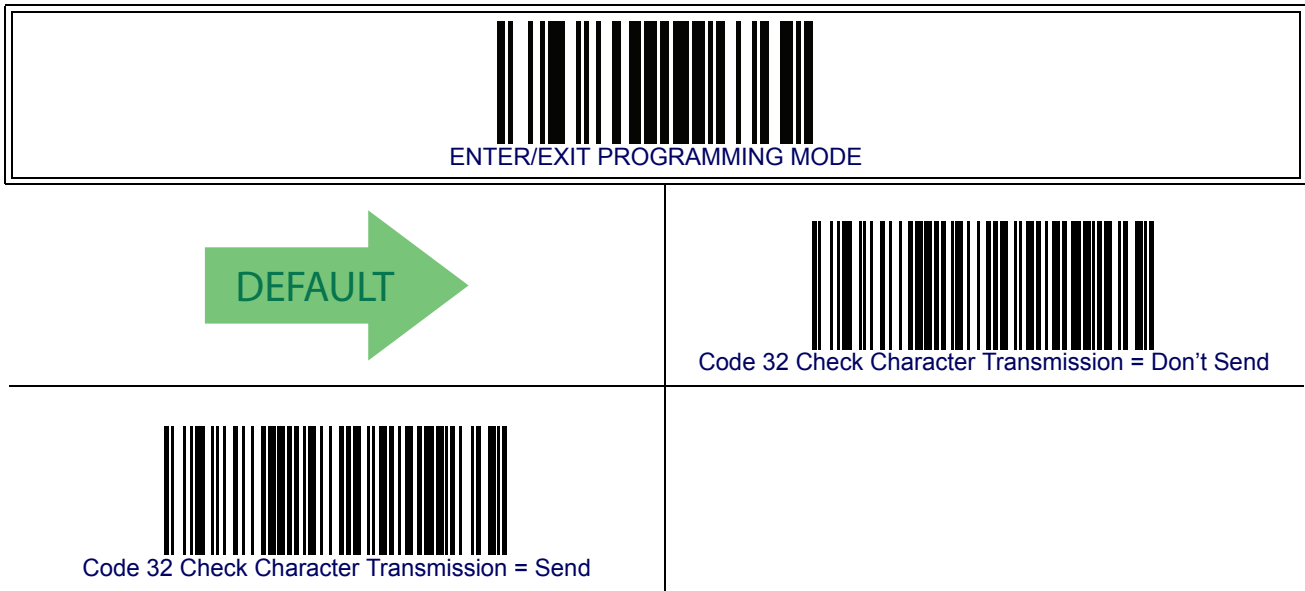 ENTER/EXIT PROGRAMMING MODE
DEFAULT
Code 32 Check Character Transmission = Don’t Send
Code 32 Check Character Transmission = Send